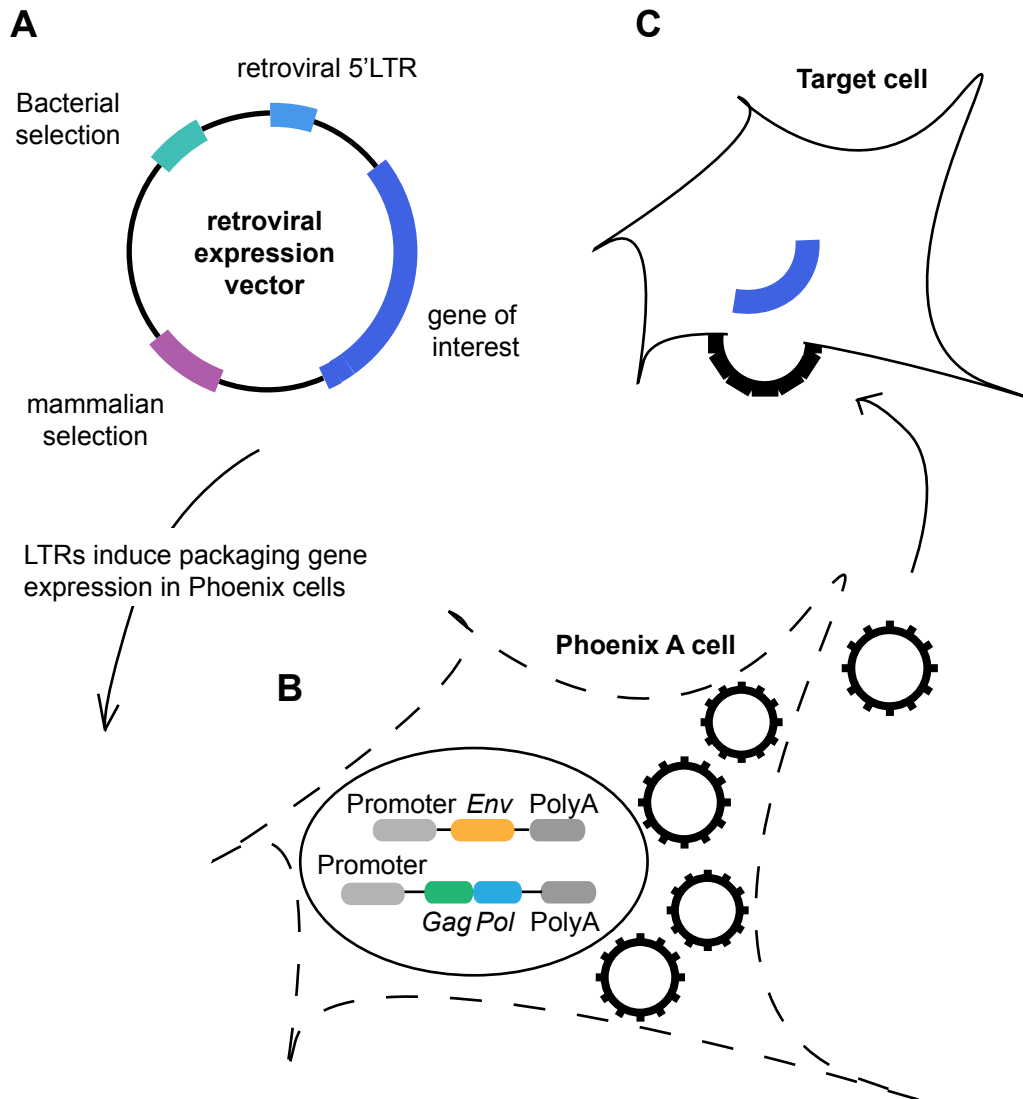 A
retroviral 5'LTR
Bacterial
selection
retroviral
expression
vector
gene of
interest
mammalian
selection
LTRs induce packaging gene
expression in Phoenix cells
C
Target cell
B
Phoenix A cell
Promoter Env PolyA
Promoter
Gag Pol PolyA